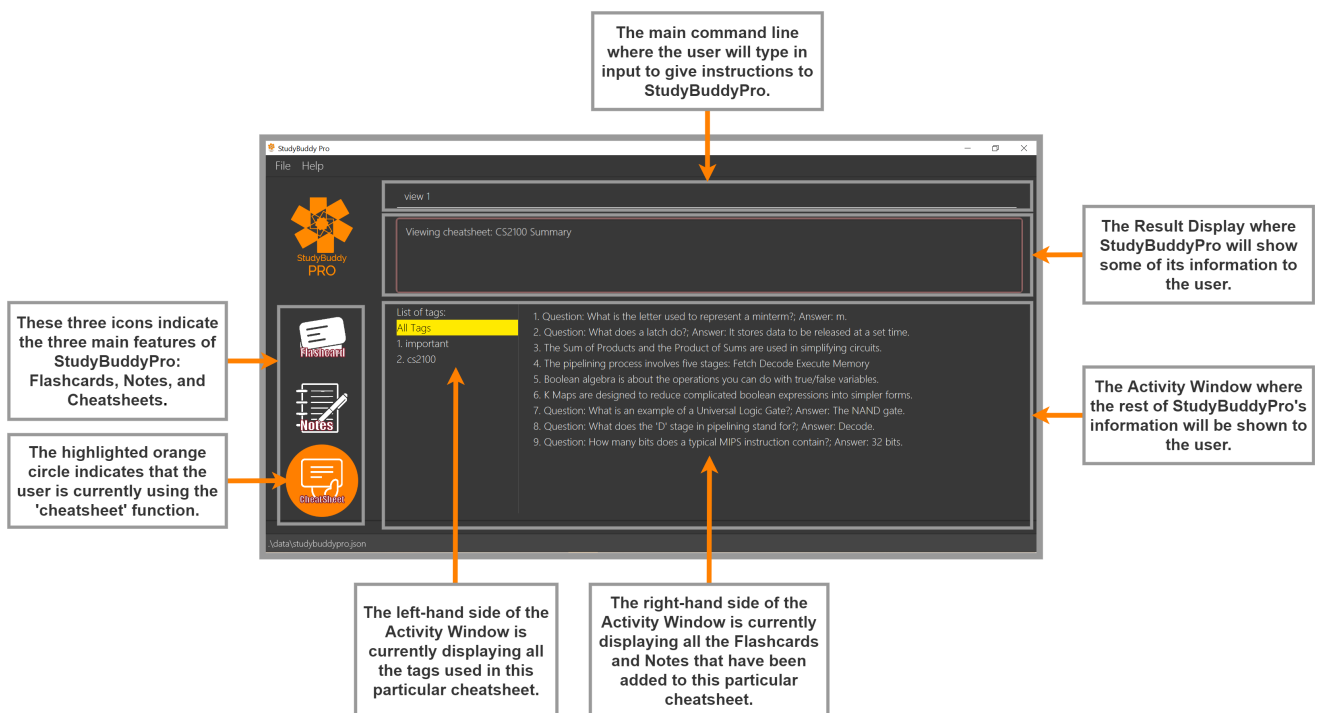 The main command line
where the user will type in
input to give instructions to
StudyBuddyPro.
StudyBuddy Pro
File Help
view 1
StudyBuddy
PRO
Viewing cheatsheet: CS2100 Summary
The Result Display where
StudyBuddyPro will show
some of its information to
the user.
These three icons indicate
the three main features of
StudyBuddyPro:
Flashcards, Notes, and
Cheatsheets.
Flashcard
Notes
CheatSheet
The highlighted orange
circle indicates that the
user is currently using the
'cheatsheet' function.
List of tags:
All Tags
1. important
2. cs2100
1. Question: What is the letter used to represent a minterm?; Answer: m.
2. Question: What does a latch do?; Answer: It stores data to be released at a set time.
3. The Sum of Products and the Product of Sums are used in simplifying circuits.
4. The pipelining process involves five stages: Fetch Decode Execute Memory
5. Boolean algebra is about the operations you can do with true/false variables.
6. K Maps are designed to reduce complicated boolean expressions into simpler forms.
7. Question: What is an example of a Universal Logic Gate?; Answer: The NAND gate.
8. Question: What does the 'D' stage in pipelining stand for?; Answer: Decode.
9. Question: How many bits does a typical MIPS instruction contain?; Answer: 32 bits.
The Activity Window where
the rest of StudyBuddyPro's
information will be shown to
the user.
.\data\studybuddypro.json
The left-hand side of the
Activity Window is
currently displaying all
the tags used in this
particular cheatsheet.
The right-hand side of the
Activity Window is currently
displaying all the Flashcards
and Notes that have been
added to this particular
cheatsheet.